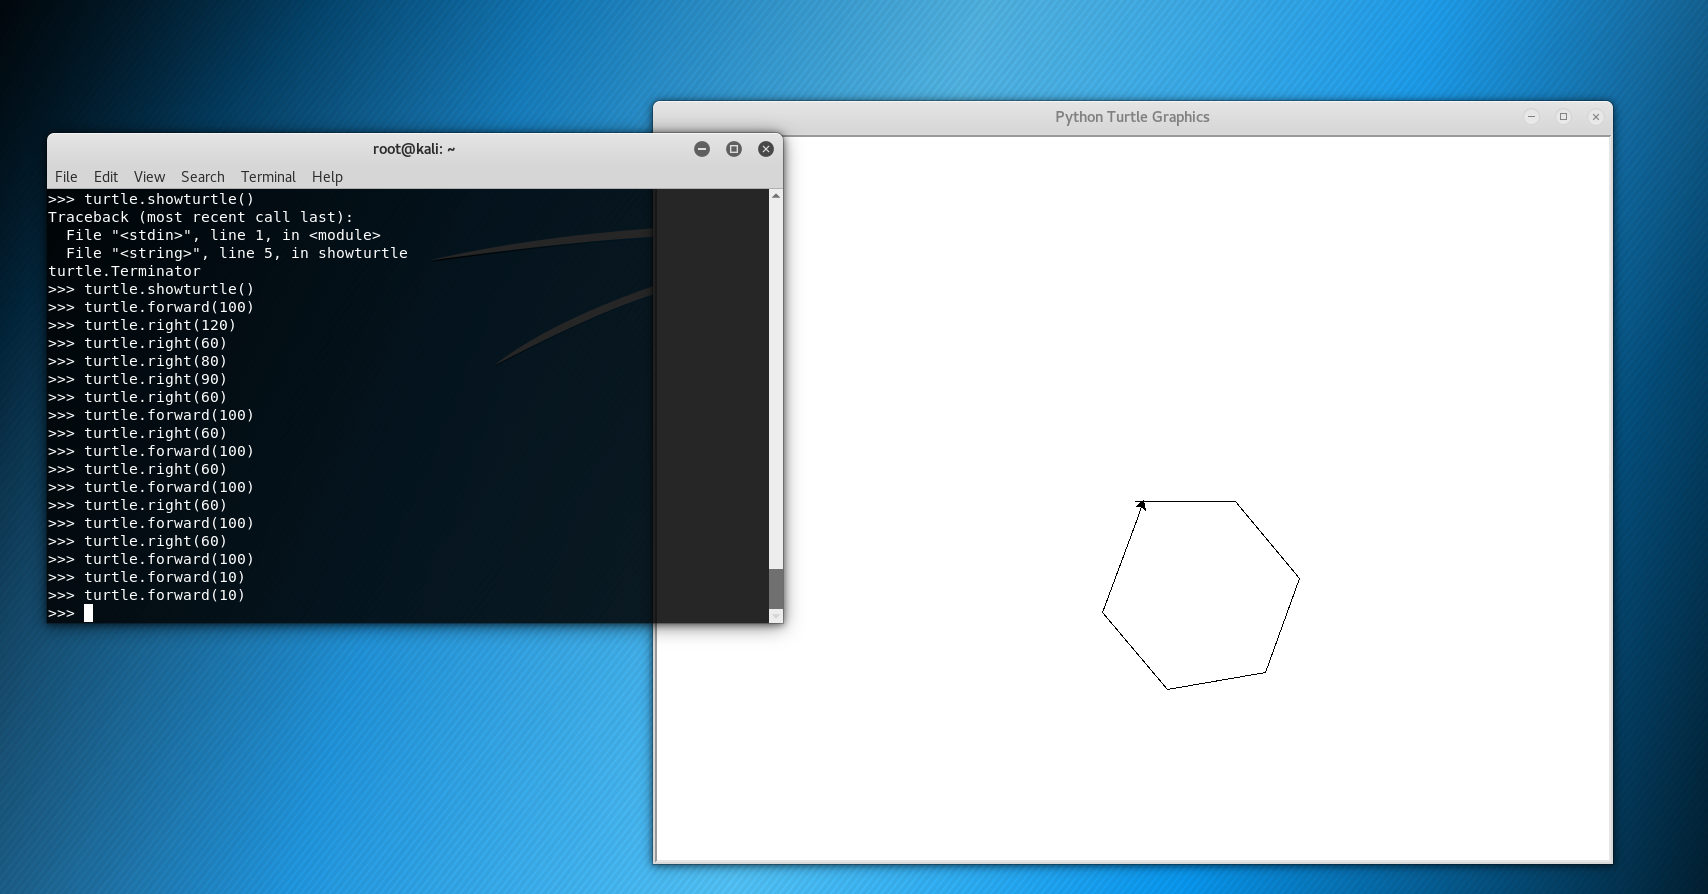 Python Turtle Graphics
root@kali: ~
File Edit View Search Terminal Help
>>> turtle.showturtle()
Traceback (most recent call last):
  File "<stdin>", line 1, in <module>
  File "<string>", line 5, in showturtle
turtle.Terminator
>>> turtle.showturtle()
>>> turtle.forward(100)
>>> turtle.right(120)
>>> turtle.right(60)
>>> turtle.right(80)
>>> turtle.right(90)
>>> turtle.right(60)
>>> turtle.forward(100)
>>> turtle.right(60)
>>> turtle.forward(100)
>>> turtle.right(60)
>>> turtle.forward(100)
>>> turtle.right(60)
>>> turtle.forward(100)
>>> turtle.right(60)
>>> turtle.forward(100)
>>> turtle.forward(10)
>>> turtle.forward(10)
>>>